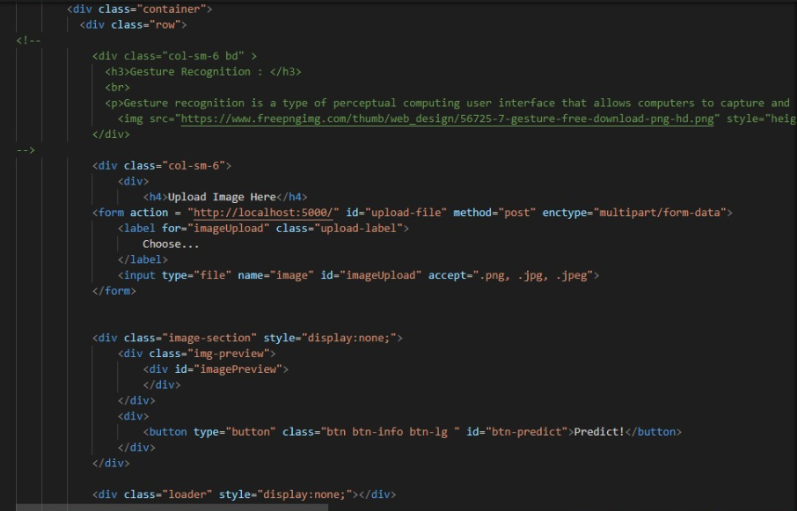 <div class="container">
<div class="row">
<!--
<div class="col-sm-6 bd" >
<h3>Gesture Recognition : </h3>
<br>
<p>Gesture recognition is a type of perceptual computing user interface that allows computers to capture and
<img src="https://www.freepngimg.com/thumb/web_design/56725-7-gesture-free-download-png-hd.png" style="heig
</div>
-->
<div class="col-sm-6">
<div>
<h4>Upload Image Here</h4>
<form action = "http://localhost:5000/" id="upload-file" method="post" enctype="multipart/form-data">
<label for="imageUpload" class="upload-label">
Choose...
</label>
<input type="file" name="image" id="imageUpload" accept=".png, .jpg, .jpeg">
</form>
<div class="image-section" style="display:none;">
<div class="img-preview">
<div id="imagePreview">
</div>
</div>
<div>
<button type="button" class="btn btn-info btn-lg " id="btn-predict">Predict!</button>
</div>
</div>
<div class="loader" style="display:none;"></div>